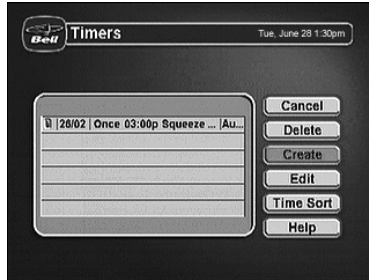 Bell
Timers
Tue, June 28 1:30pm
28/02 | Once 03:00p Squeeze ... |Au...
Cancel
Delete
Create
Edit
Time Sort
Help